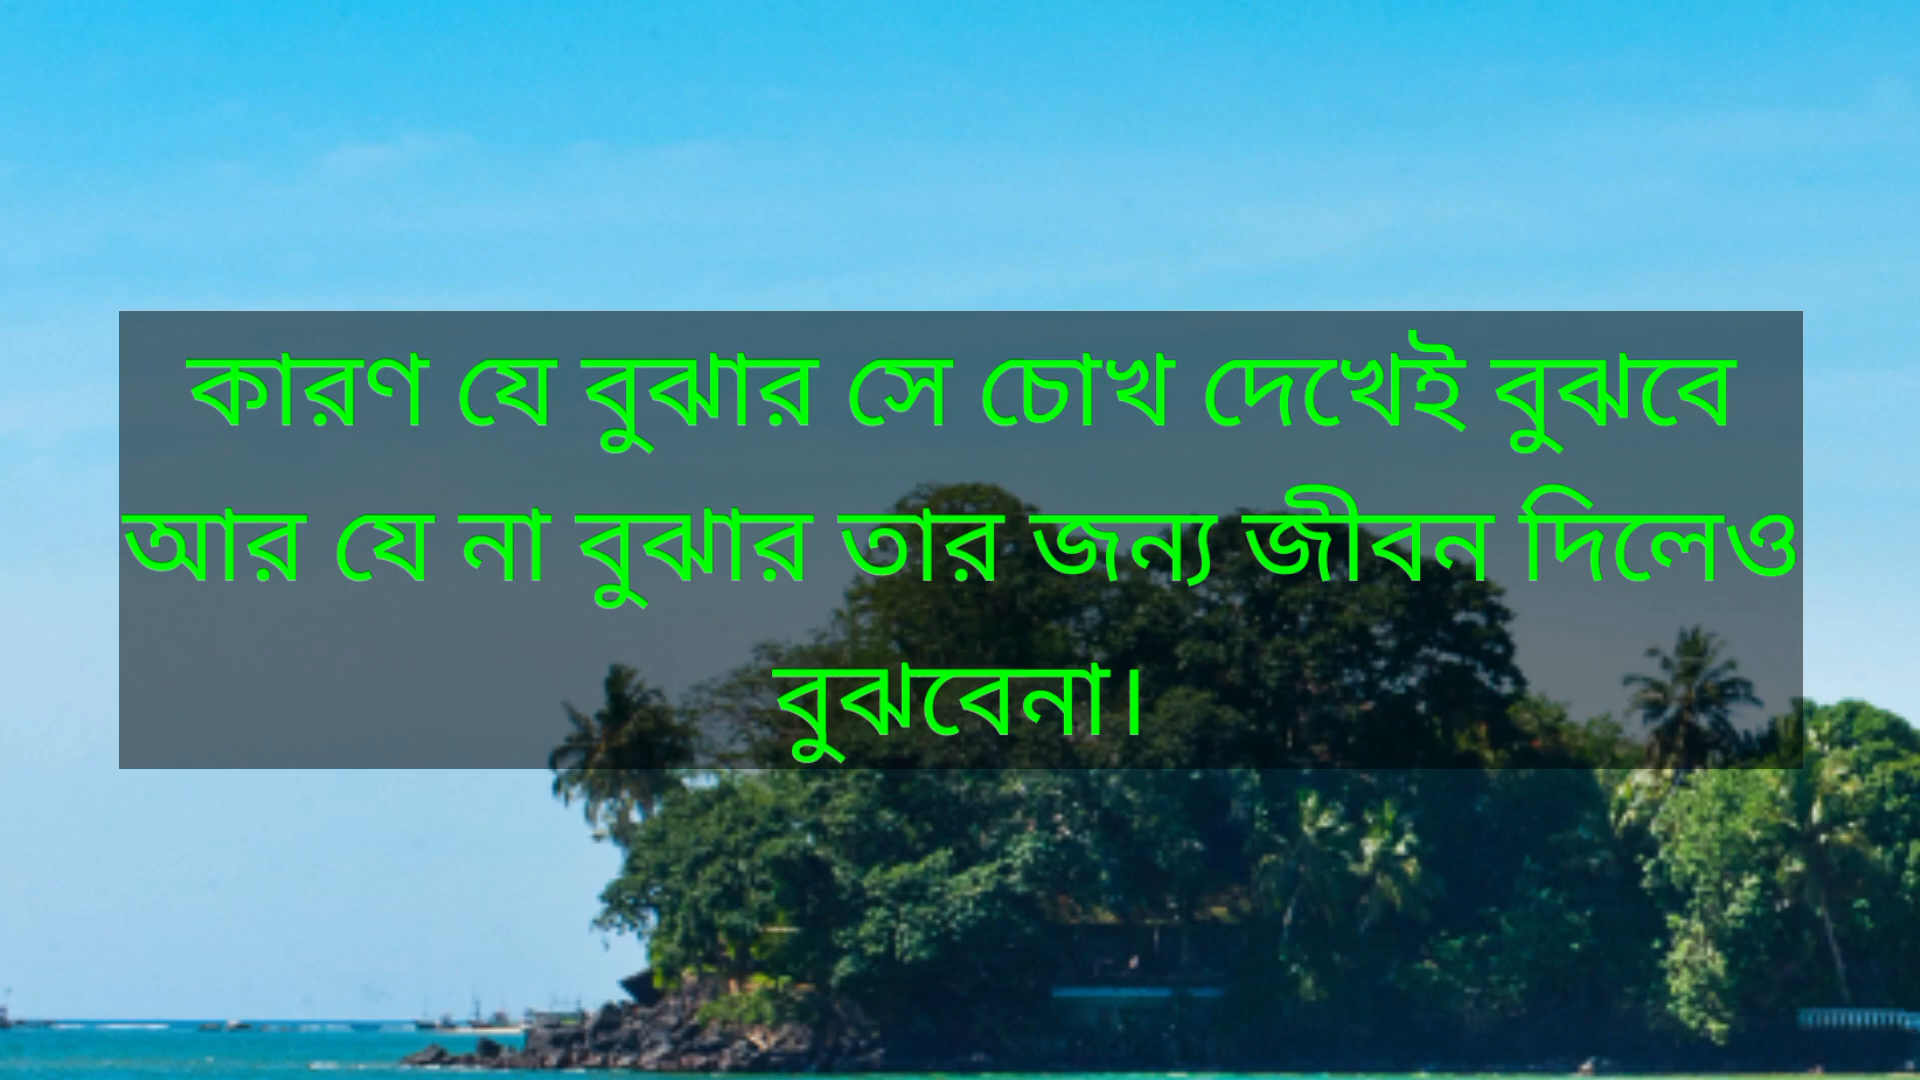 কারণ যে বুঝার সে চোখ দেখেই বুঝবে
আর যে না বুঝার তার জন্য জীবন দিলেও
বুঝবেনা।